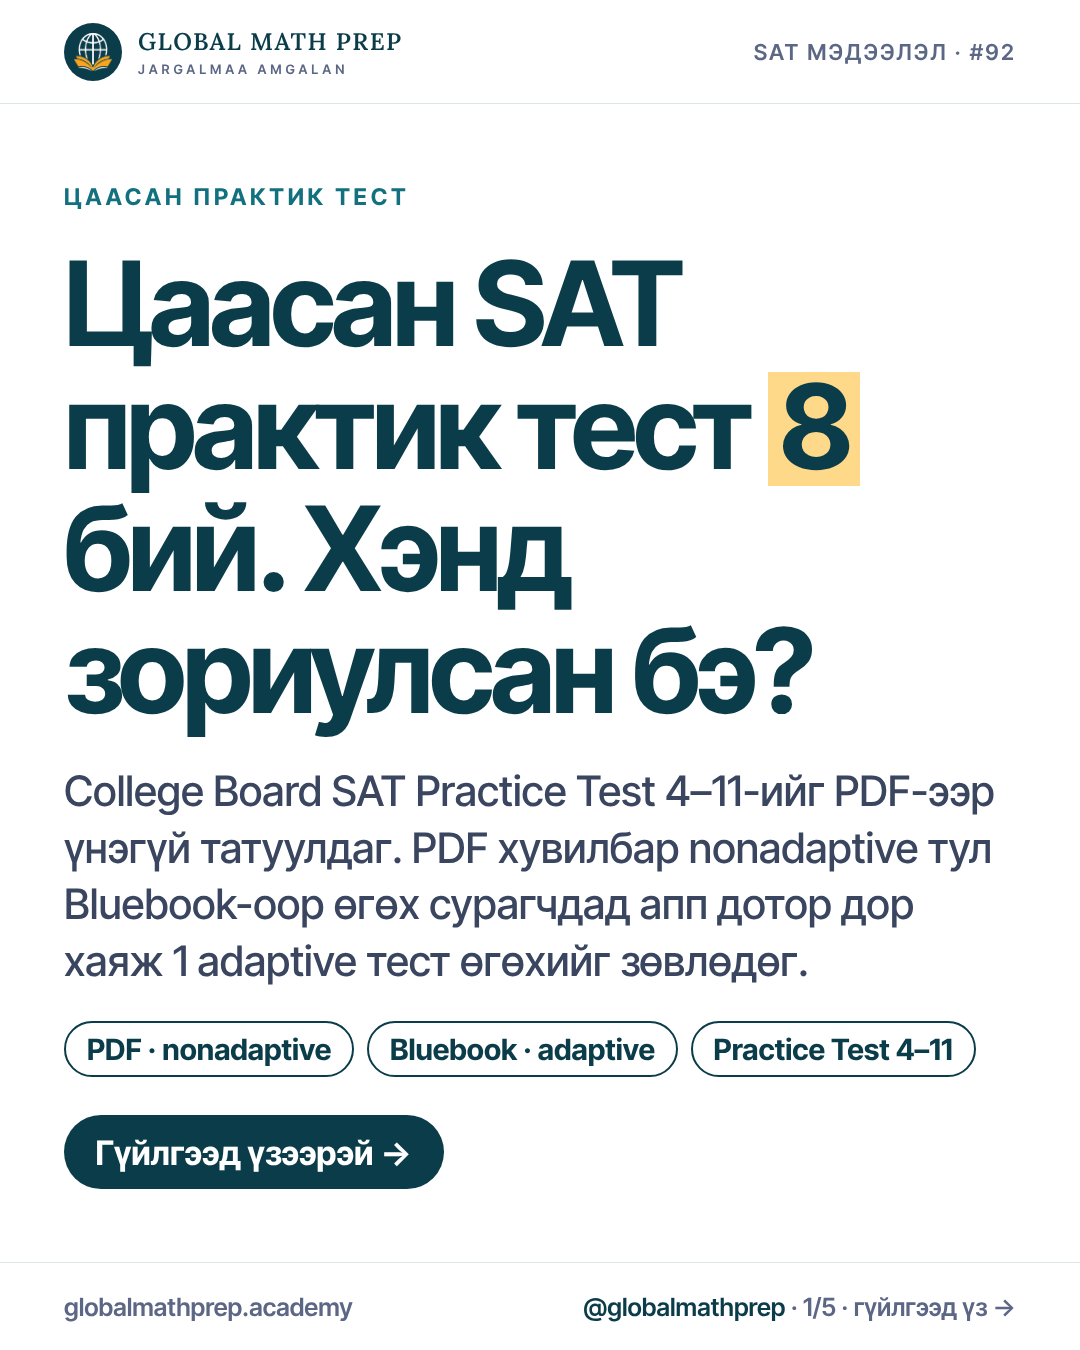 GLOBAL MATH PREP
JARGALMAA AMGALAN
SAT МЭДЭЭЛЭЛ · #92
ЦААСАН ПРАКТИК ТЕСТ
Цаасан SAT
практик тест 8
бий. Хэнд
зориулсан бэ?
College Board SAT Practice Test 4–11-ийг PDF-ээр
үнэгүй татуулдаг. PDF хувилбар nonadaptive тул
Bluebook-оор өгөх сурагчдад апп дотор дор
хаяж 1 adaptive тест өгөхийг зөвлөдөг.
PDF · nonadaptive
Bluebook · adaptive
Practice Test 4–11
Гүйлгээд үзээрэй →
globalmathprep.academy
@globalmathprep · 1/5 · гүйлгээд үз →